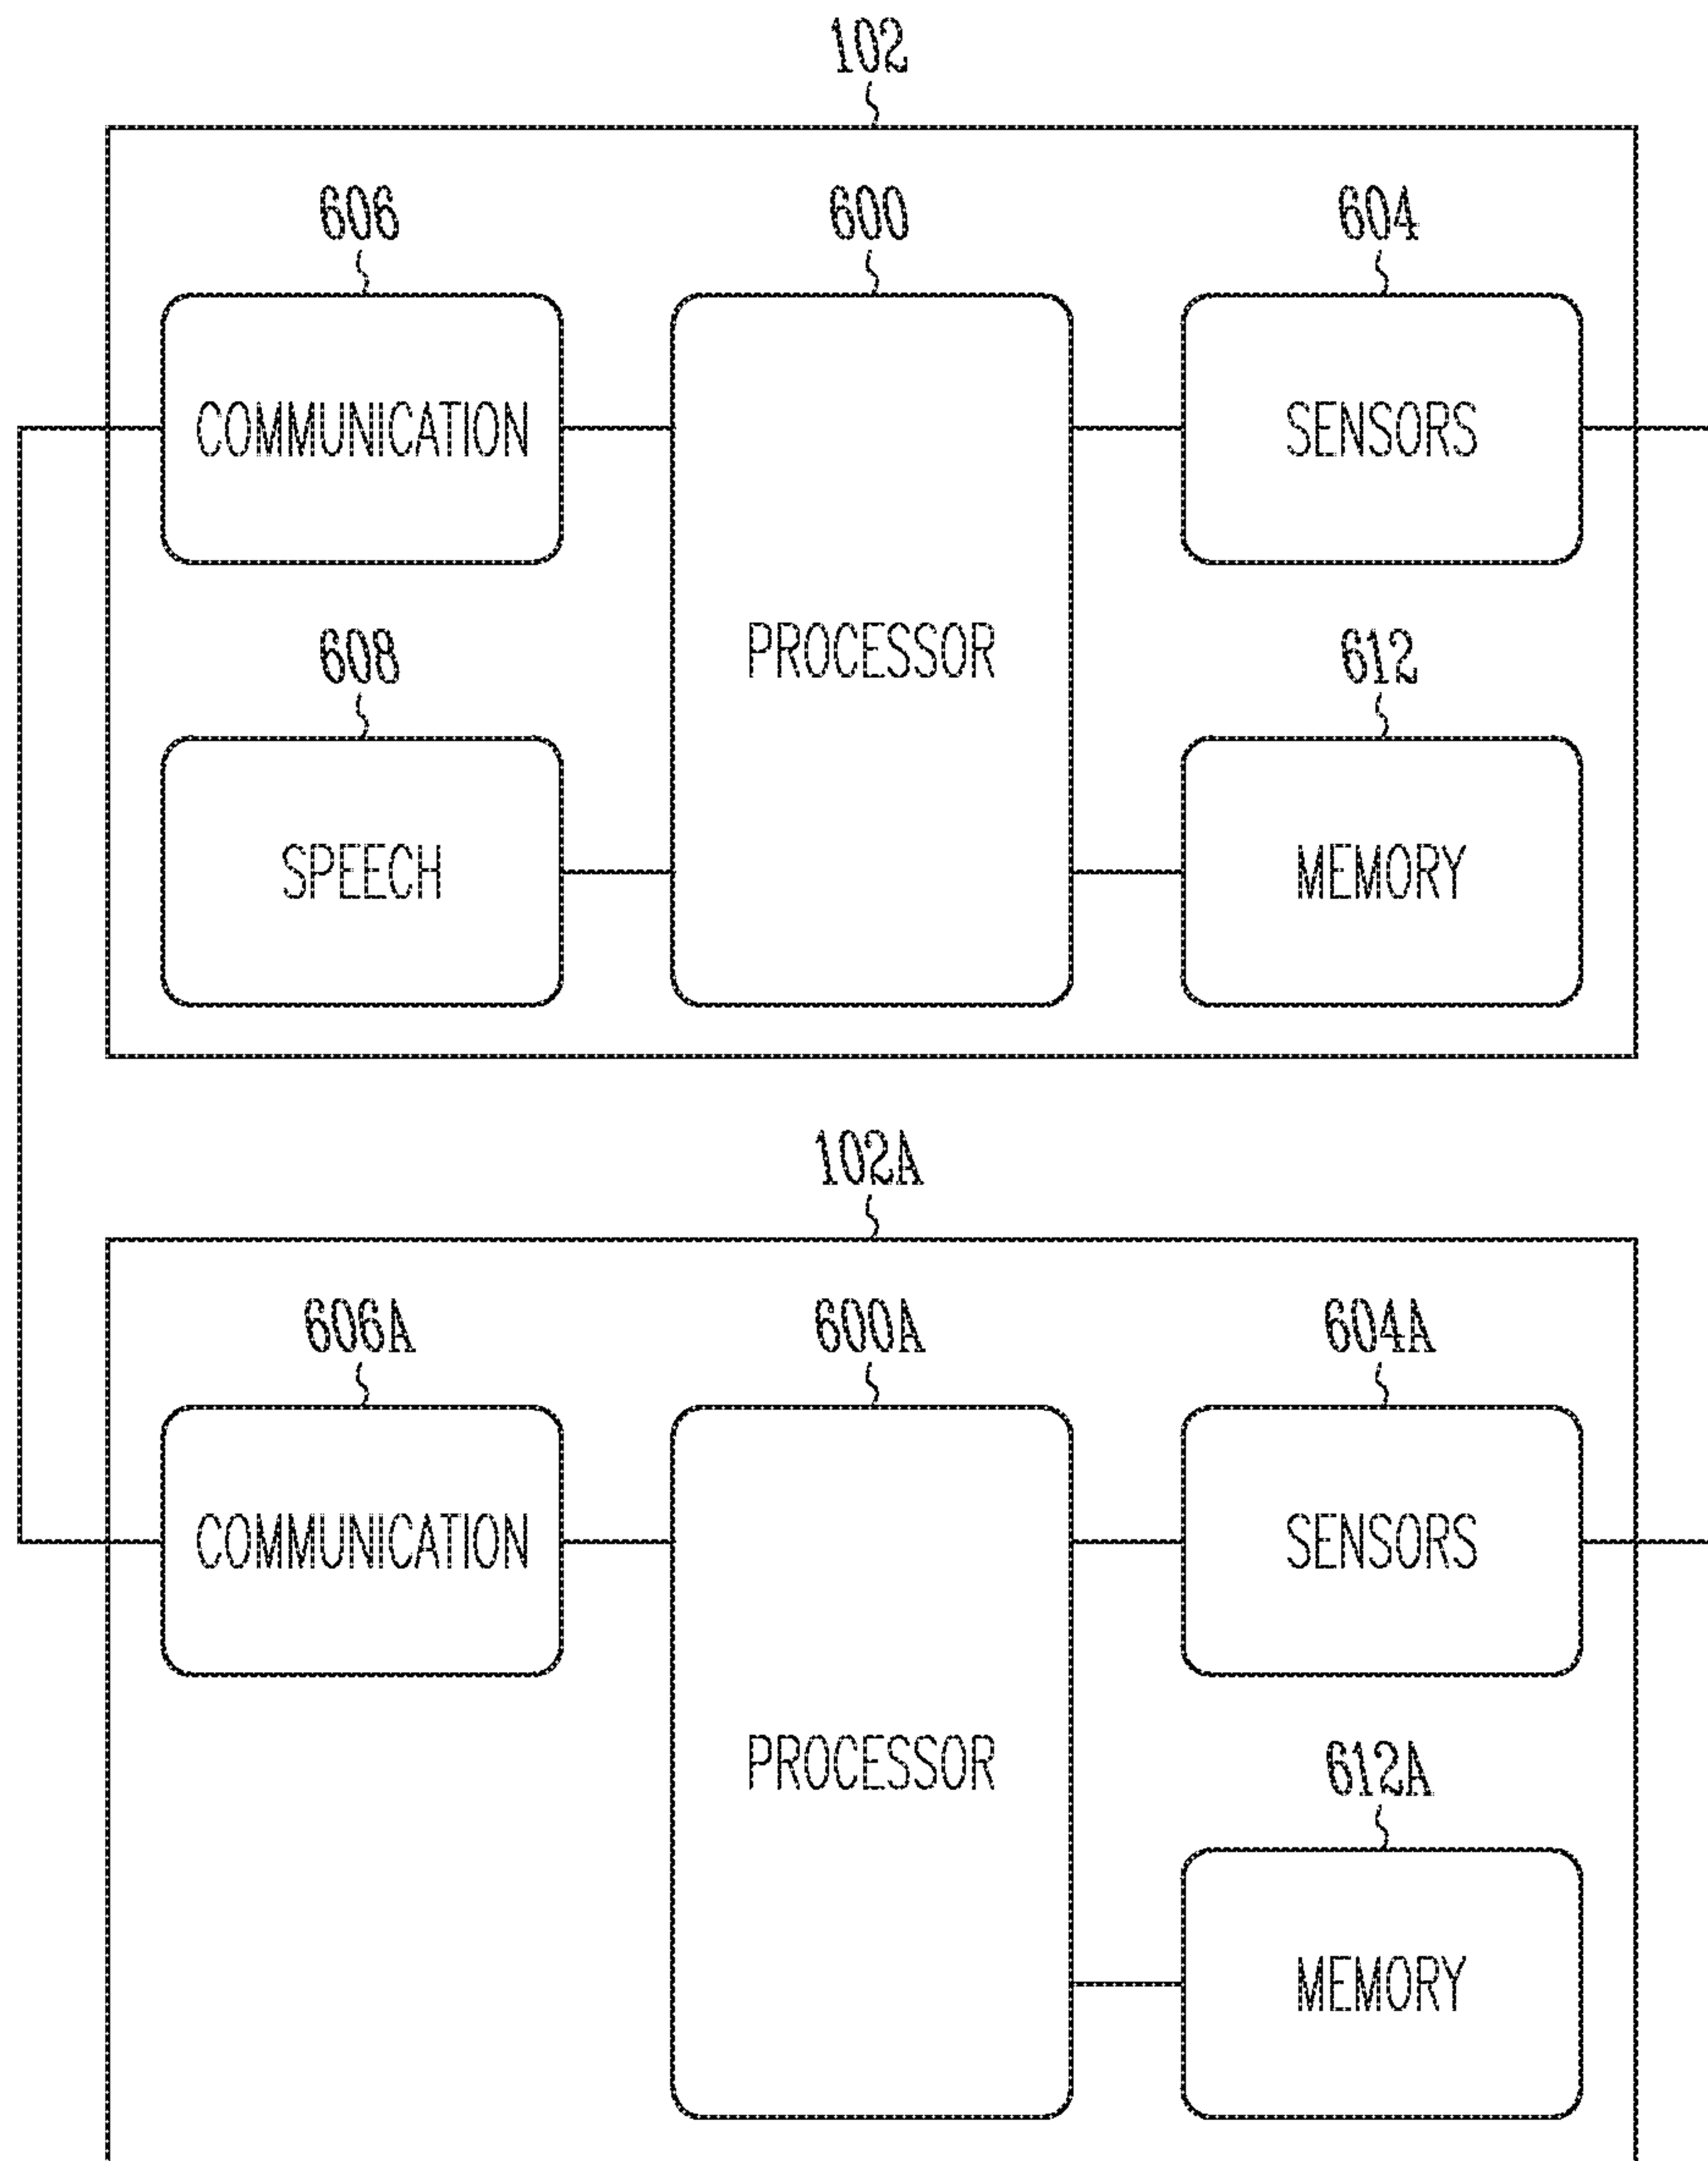 102
606 600 604
COMMUNICATION SENSORS
PROCESSOR
608 612
SPEECH MEMORY
102A
606A 600A 604A
COMMUNICATION SENSORS
PROCESSOR
612A
MEMORY